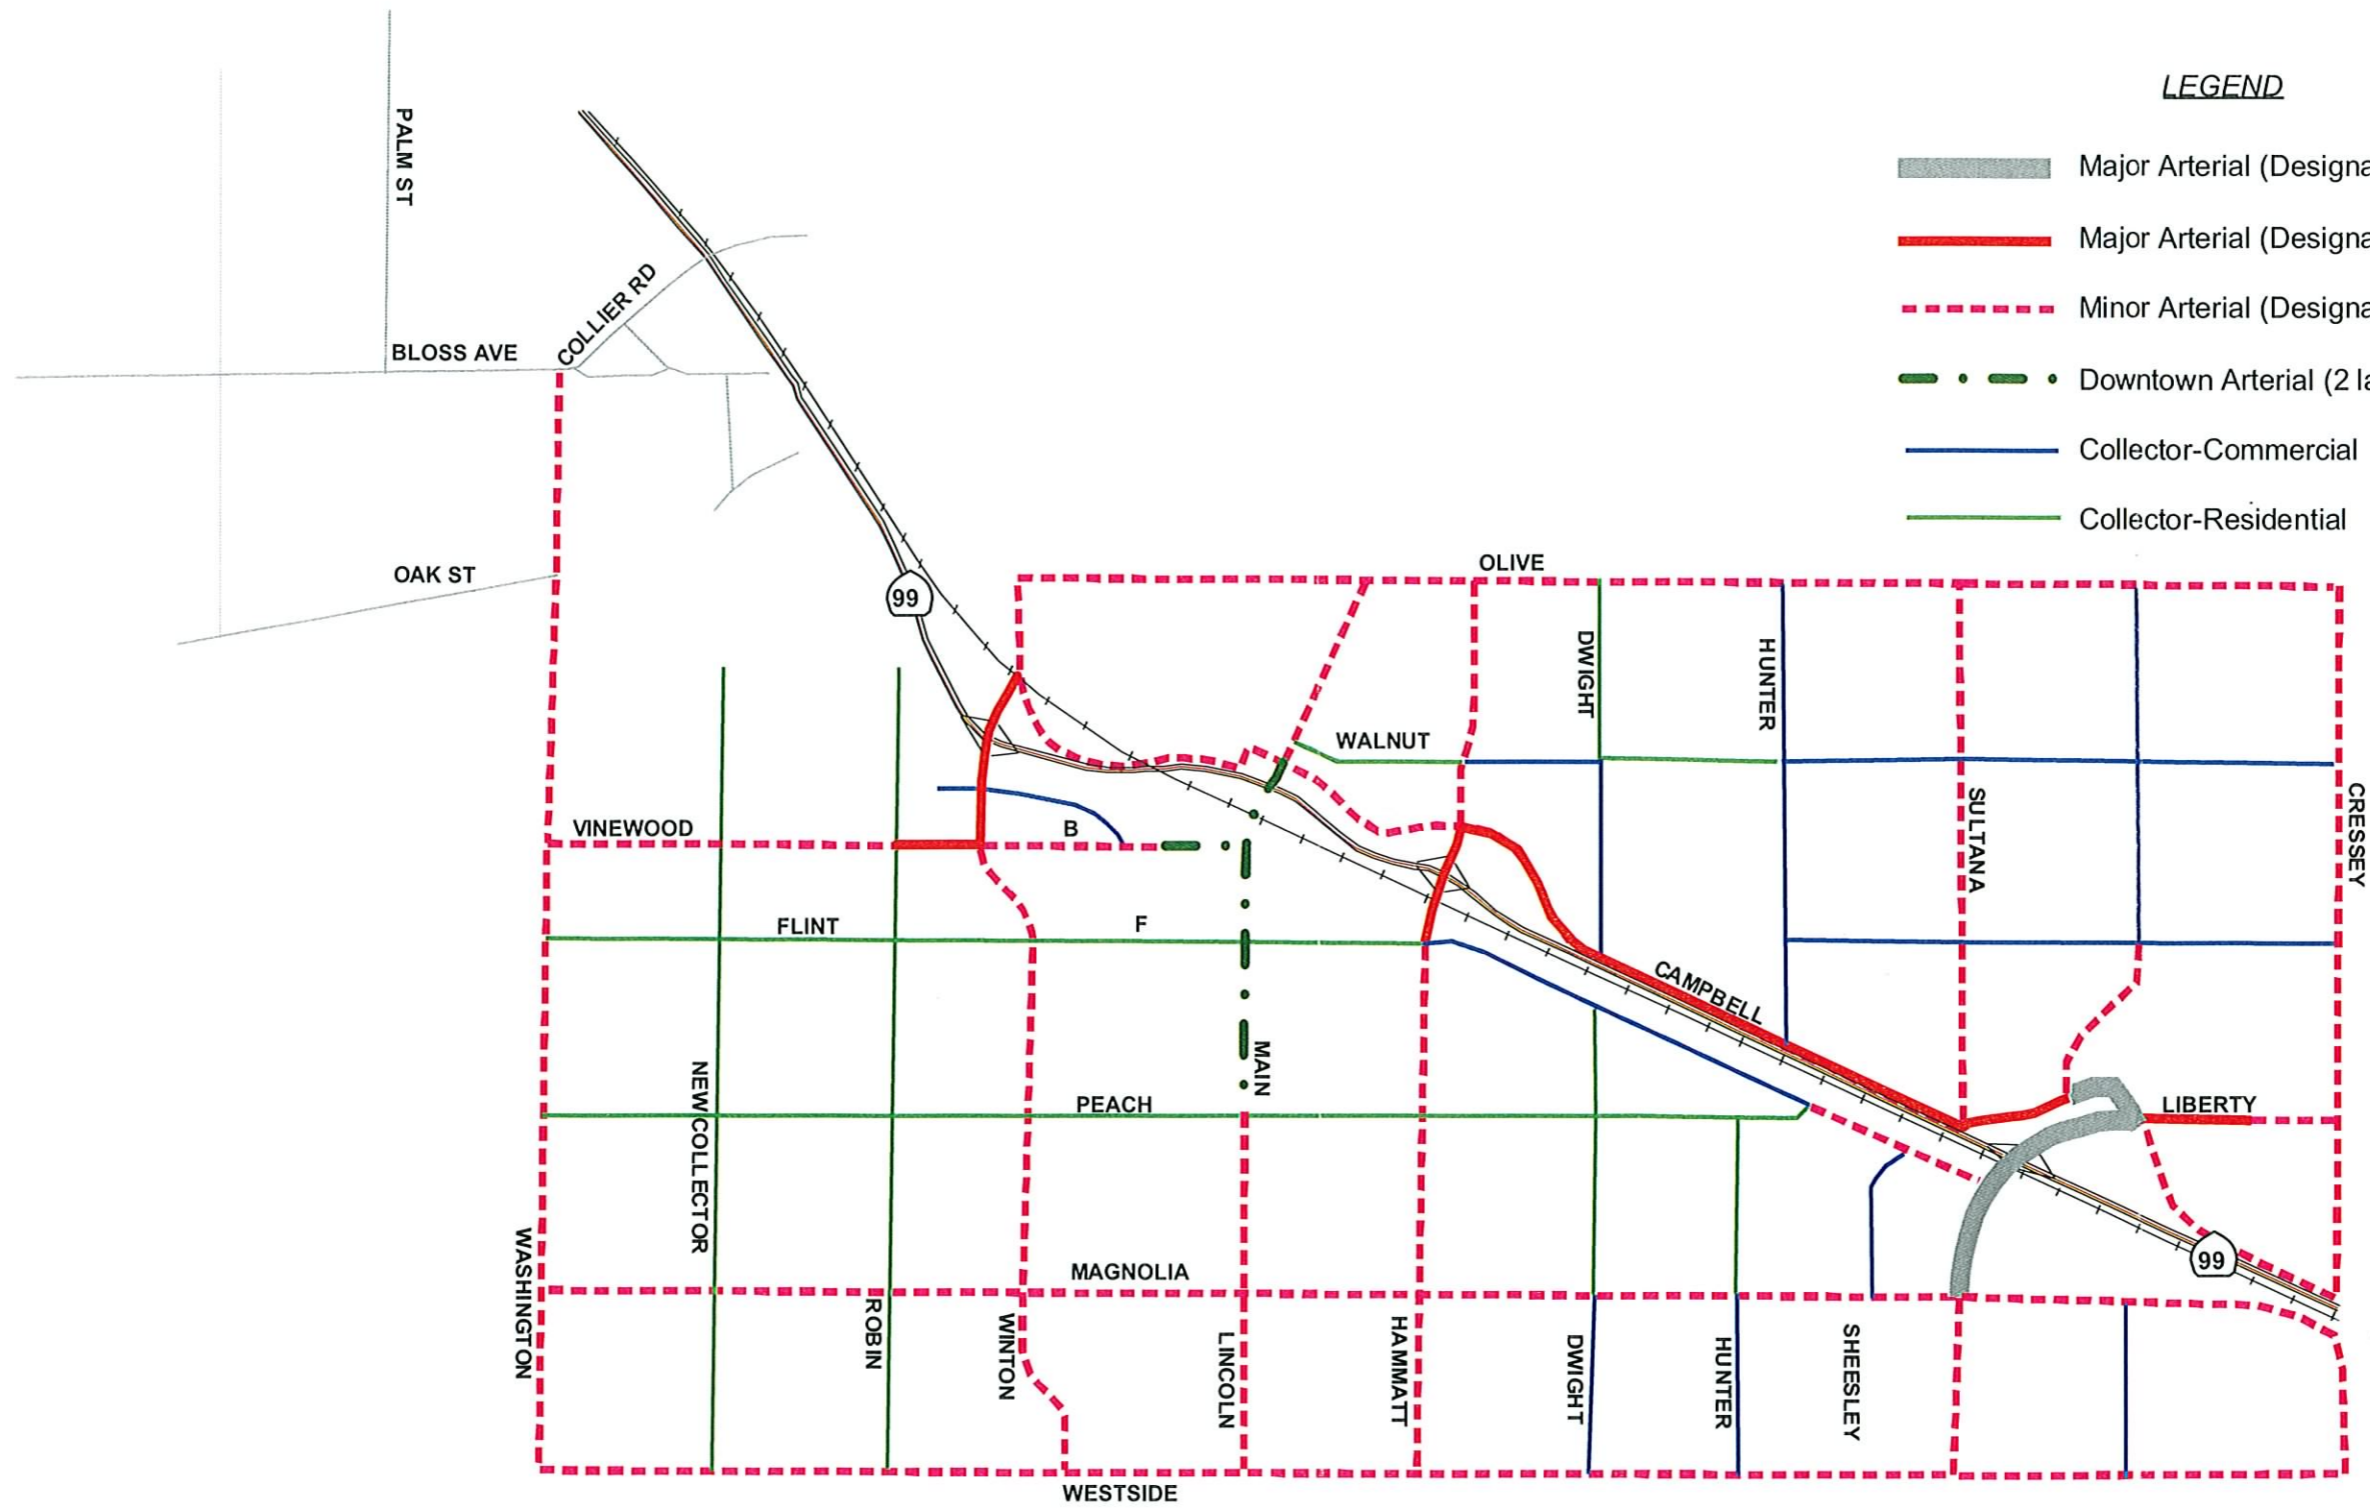 LEGEND
Major Arterial (Designa
Major Arterial (Designa
Minor Arterial (Designa
Downtown Arterial (2 la
Collector-Commercial
Collector-Residential
PALM ST
COLLIER RD
BLOSS AVE
OAK ST
99
OLIVE
DWIGHT
HUNTER
WALNUT
SULTANA
CRESSEY
VINEWOOD
B
FLINT
F
CAMPBELL
MAIN
NEW COLLECTOR
PEACH
LIBERTY
WASHINGTON
MAGNOLIA
99
ROBIN
WINTON
LINCOLN
HAMMATT
DWIGHT
HUNTER
SHEESLEY
WESTSIDE